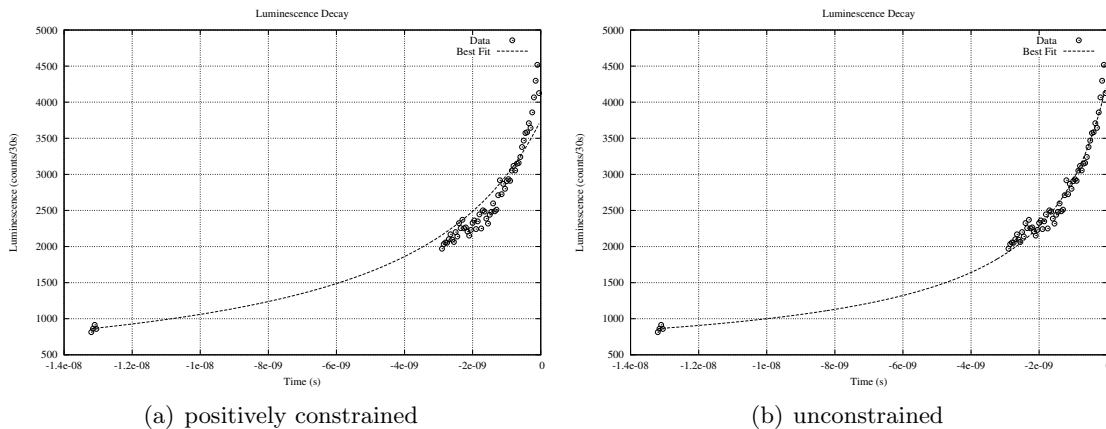 Luminescence Decay
5000
4500
4000
3500
3000
2500
2000
1500
1000
500
Luminescence (counts/30s)
Data
Best Fit
-1.4e-08 -1.2e-08 -1e-08 -8e-09 -6e-09 -4e-09 -2e-09 0
Time (s)
(a) positively constrained
Luminescence Decay
5000
4500
4000
3500
3000
2500
2000
1500
1000
500
Luminescence (counts/30s)
Data
Best Fit
-1.4e-08 -1.2e-08 -1e-08 -8e-09 -6e-09 -4e-09 -2e-09 0
Time (s)
(b) unconstrained